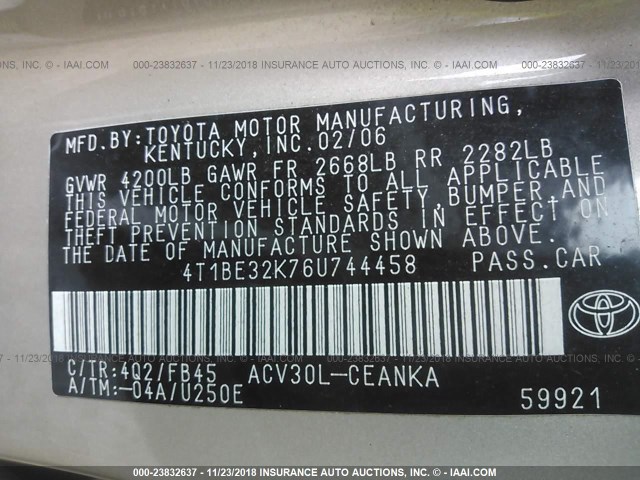 000-23832637 - 11/23/2018 INSURANCE AUTO AUCTIONS, INC. - IAAI.COM
MFD.BY:TOYOTA MOTOR MANUFACTURING,
KENTUCKY,INC.02/06
GVWR 4200LB GAWR FR 2668LB RR 2282LB
THIS VEHICLE CONFORMS TO ALL APPLICABLE
FEDERAL MOTOR VEHICLE SAFETY,BUMPER,AND
THEFT PREVENTION STANDARDS IN EFFECT ON
THE DATE OF MANUFACTURE SHOWN ABOVE.
4T1BE32K76U744458 PASS.CAR
C/TR:4Q2/FB45 ACV30L-CEANKA
A/TM:-04A/U250E 59921
000-23832637 - 11/23/2018 INSURANCE AUTO AUCTIONS, INC. - IAAI.COM